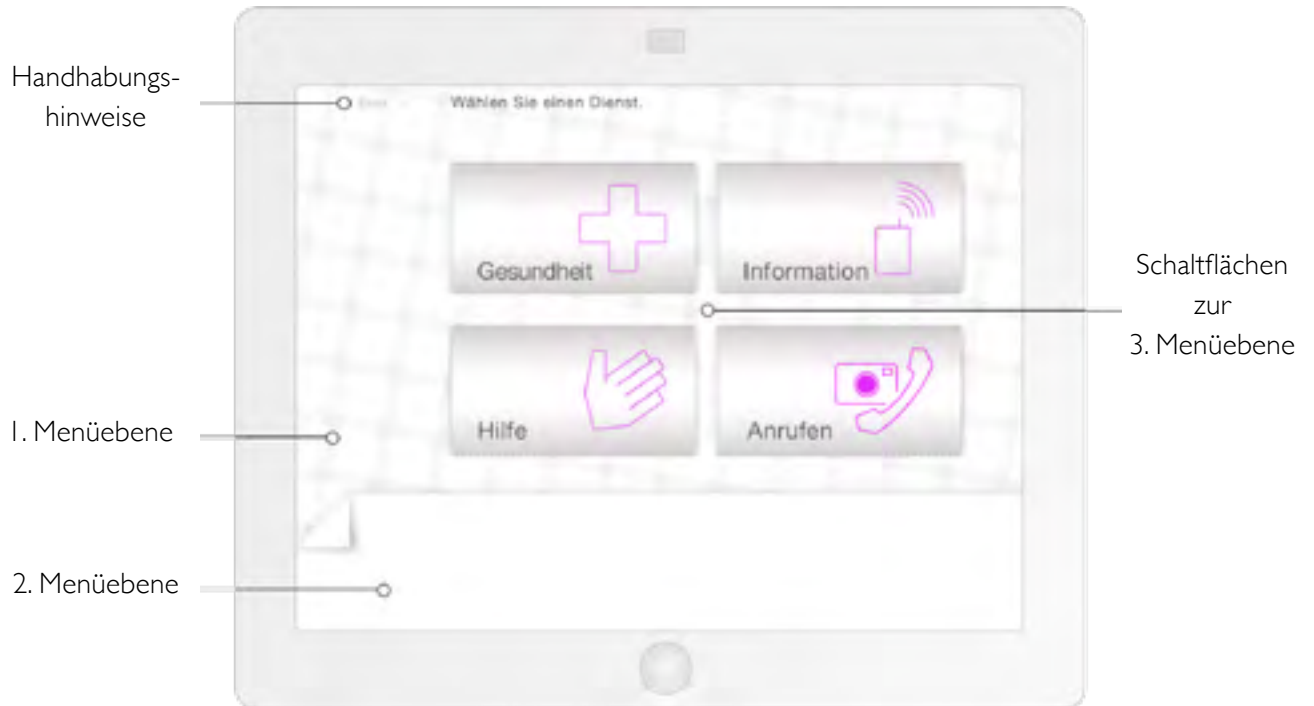 Handhabungs-
hinweise
Wählen Sie einen Dienst.
Gesundheit
Information
Schaltflächen
zur
3. Menüebene
Hilfe
Anrufen
1. Menüebene
2. Menüebene